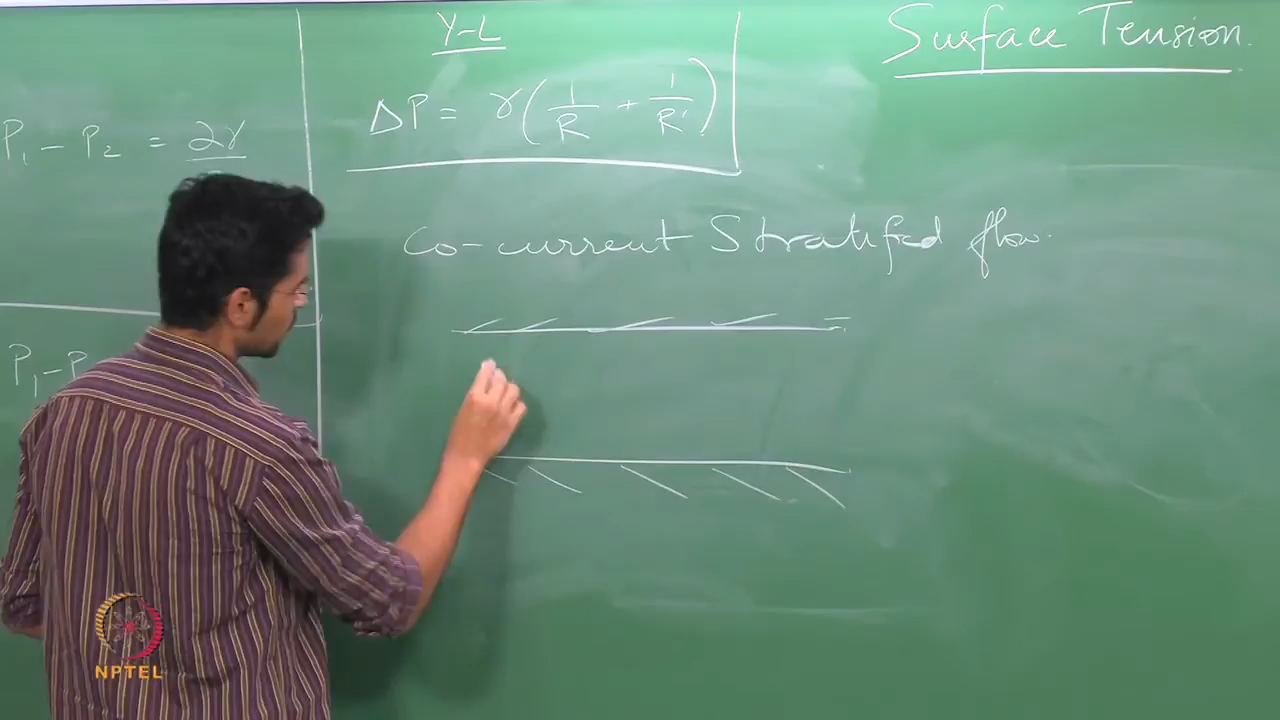 Surface Tension.
Y-L
ΔP = γ(1/R + 1/R')
P₁ - P₂ = 2γ
Co-current Stratified flow.
P₁-P
NPTEL